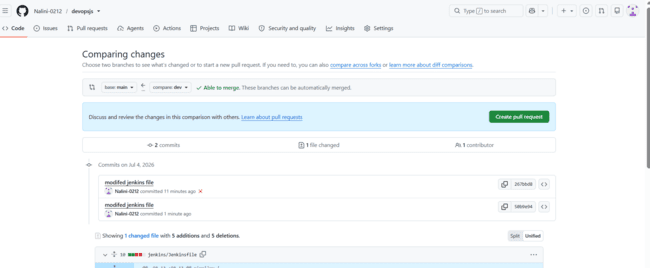 Nalini-0212 / devopsjs
Type / to search
Code Issues Pull requests Agents Actions Projects Wiki Security and quality Insights Settings
Comparing changes
Choose two branches to see what's changed or to start a new pull request. If you need to, you can also compare across forks or learn more about diff comparisons.
base: main compare: dev Able to merge. These branches can be automatically merged.
Discuss and review the changes in this comparison with others. Learn about pull requests
Create pull request
2 commits 1 file changed 1 contributor
Commits on Jul 4, 2026
modifed jenkins file
Nalini-0212 committed 11 minutes ago
modifed jenkins file
Nalini-0212 committed 1 minute ago
Showing 1 changed file with 5 additions and 5 deletions.
Split Unified
10 jenkins/Jenkinsfile